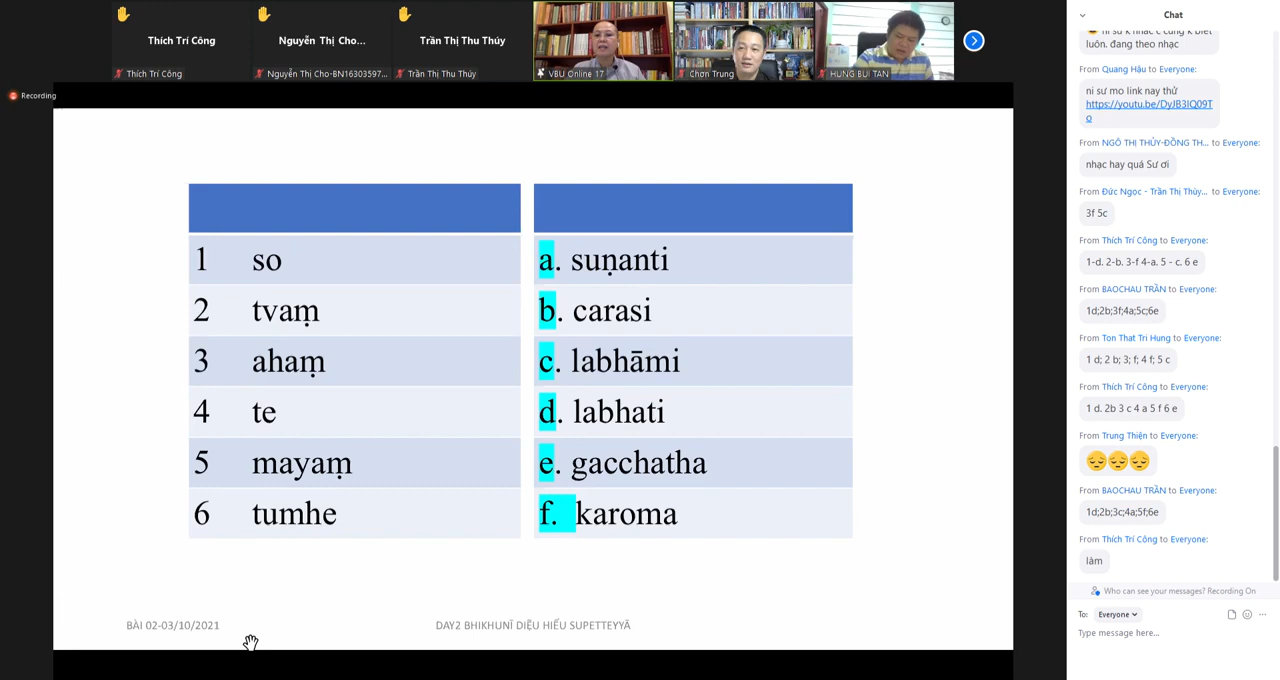 Thích Trí Công
Nguyễn Thị Cho...
Trần Thị Thu Thúy
Thích Trí Công
Nguyễn Thị Cho-BN16303597...
Trần Thị Thu Thúy
VBU Online 17
Chơn Trung
HUNG BUI TAN
Recording
1 so
a. suṇanti
2 tvaṃ
b. carasi
3 ahaṃ
c. labhāmi
4 te
d. labhati
5 mayaṃ
e. gacchatha
6 tumhe
f. karoma
BÀI 02-03/10/2021
DAY2 BHIKHUNĪ DIỆU HIẾU SUPETTEYYĀ
Chat
luôn. đang theo nhạc
From Quang Hậu to Everyone:
ni sư mo link nay thử
https://youtu.be/DyJB3IQ09T
o
From NGÔ THỊ THỦY-ĐỒNG TH... to Everyone:
nhạc hay quá Sư ơi
From Đức Ngọc - Trần Thị Thùy... to Everyone:
3f 5c
From Thích Trí Công to Everyone:
1-d. 2-b. 3-f 4-a. 5 - c. 6 e
From BAOCHAU TRẦN to Everyone:
1d;2b;3f;4a;5c;6e
From Ton That Tri Hung to Everyone:
1 d; 2 b; 3; f; 4 f; 5 c
From Thích Trí Công to Everyone:
1 d. 2b 3 c 4 a 5 f 6 e
From Trung Thiện to Everyone:
From BAOCHAU TRẦN to Everyone:
1d;2b;3c;4a;5f;6e
From Thích Trí Công to Everyone:
lảm
Who can see your messages? Recording On
To: Everyone
Type message here...